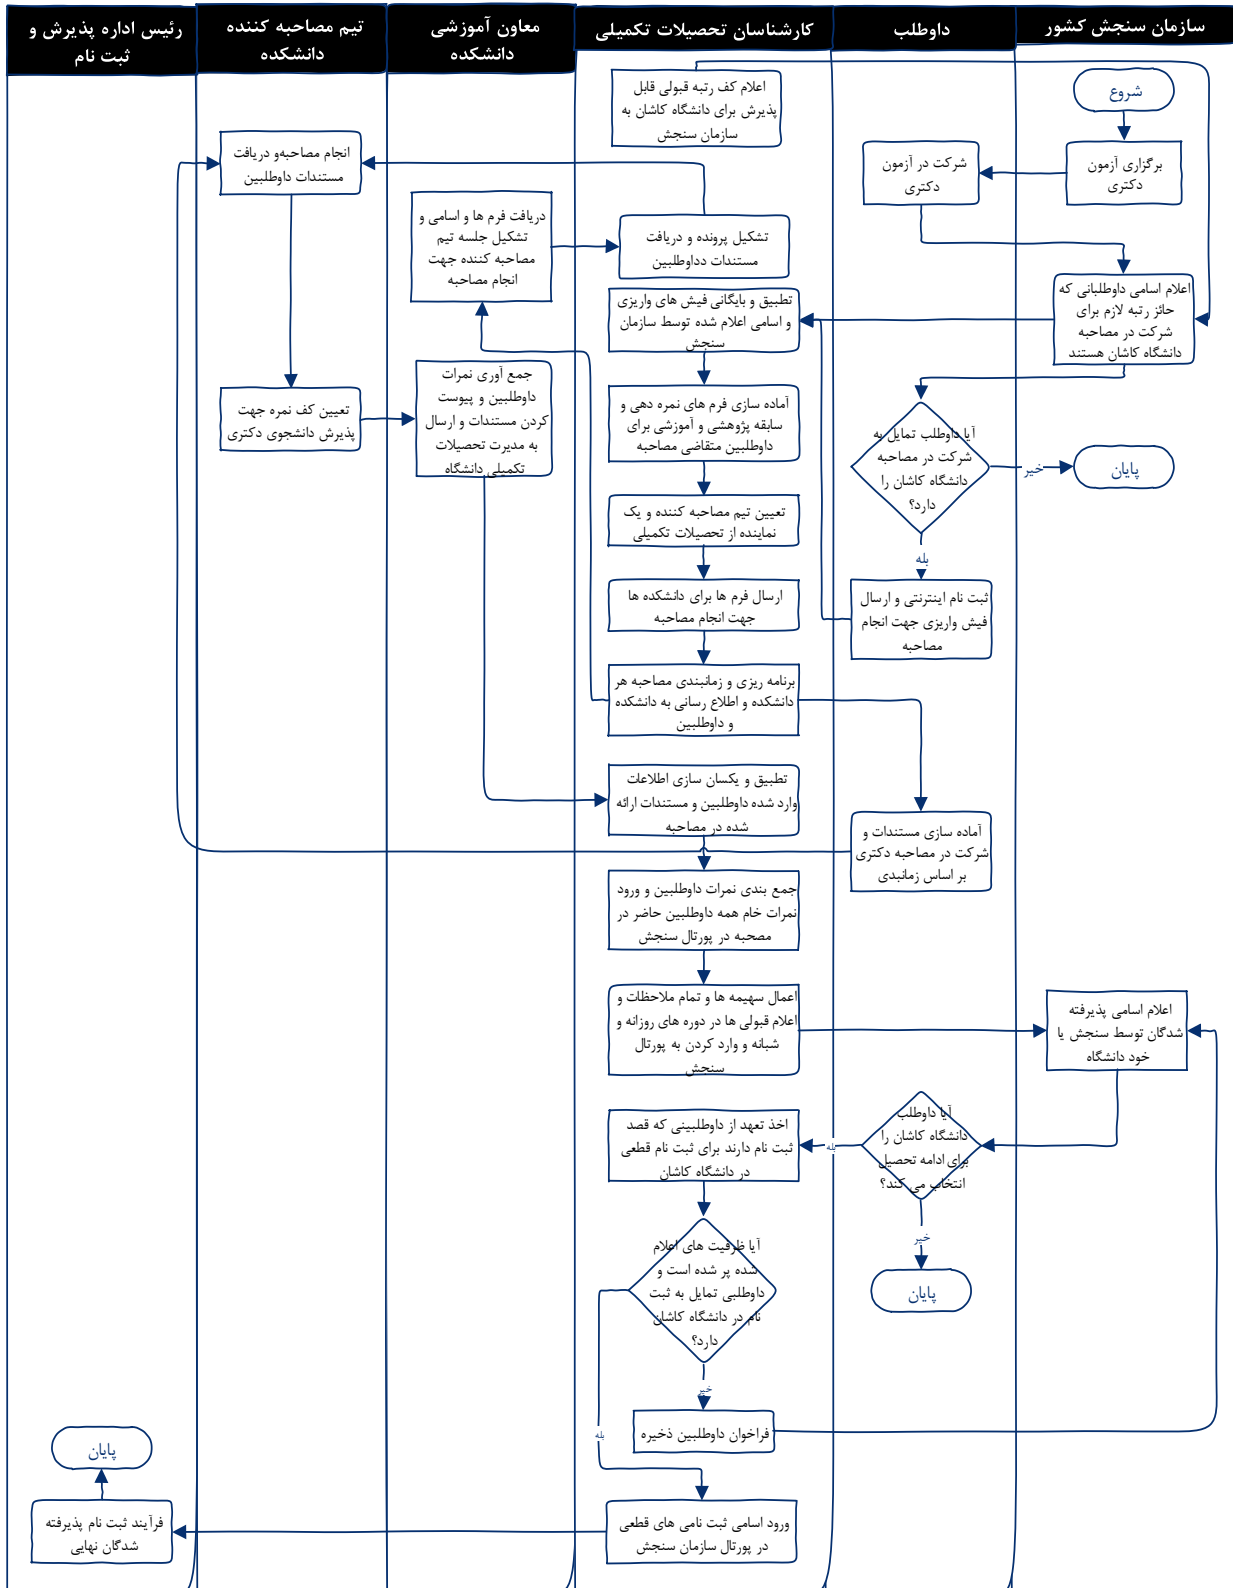 سازمان سنجش کشور
داوطلب
کارشناسان تحصیلات تکمیلی
معاون آموزشی
دانشکده
تیم مصاحبه کننده
دانشکده
رئیس اداره پذیرش و
ثبت نام
شروع
برگزاری آزمون
دکتری
شرکت در آزمون
دکتری
اعلام کف رتبه قبولی قابل
پذیرش برای دانشگاه کاشان به
سازمان سنجش
اعلام اسامی داوطلبانی که
حائز رتبه لازم برای
شرکت در مصاحبه
دانشگاه کاشان هستند
آیا داوطلب تمایل به
شرکت در مصاحبه
دانشگاه کاشان را
دارد؟
خیر
پایان
بله
ثبت نام اینترنتی و ارسال
فیش واریزی جهت انجام
مصاحبه
تطبیق و بایگانی فیش های واریزی
و اسامی اعلام شده توسط سازمان
سنجش
آماده سازی فرم های نمره دهی و
سابقه پژوهشی و آموزشی برای
داوطلبین متقاضی مصاحبه
تعیین تیم مصاحبه کننده و یک
نماینده از تحصیلات تکمیلی
ارسال فرم ها برای دانشکده ها
جهت انجام مصاحبه
برنامه ریزی و زمانبندی مصاحبه هر
دانشکده و اطلاع رسانی به دانشکده
و داوطلبین
دریافت فرم ها و اسامی و
تشکیل جلسه تیم
مصاحبه کننده جهت
انجام مصاحبه
تشکیل پرونده و دریافت
مستندات دداوطلبین
آماده سازی مستندات و
شرکت در مصاحبه دکتری
بر اساس زمانبدی
انجام مصاحبهو دریافت
مستندات داوطلبین
تعیین کف نمره جهت
پذیرش دانشجوی دکتری
جمع آوری نمرات
داوطلبین و پیوست
کردن مستندات و ارسال
به مدیرت تحصیلات
تکمیلی دانشگاه
تطبیق و یکسان سازی اطلاعات
وارد شده داوطلبین و مستندات ارائه
شده در مصاحبه
جمع بندی نمرات داوطلبین و ورود
نمرات خام همه داوطلبین حاضر در
مصحبه در پورتال سنجش
اعمال سهیمه ها و تمام ملاحظات و
اعلام قبولی ها در دوره های روزانه و
شبانه و وارد کردن به پورتال
سنجش
اعلام اسامی پذیرفته
شدگان توسط سنجش یا
خود دانشگاه
آیا داوطلب
دانشگاه کاشان را
برای ادامه تحصیل
انتخاب می کند؟
بله
خیر
پایان
اخذ تعهد از داوطلبینی که قصد
ثبت نام دارند برای ثبت نام قطعی
در دانشگاه کاشان
آیا ظرفیت های اعلام
شده پر شده است و
داوطلبی تمایل به ثبت
نام در دانشگاه کاشان
دارد؟
خیر
بله
فراخوان داوطلبین ذخیره
ورود اسامی ثبت نامی های قطعی
در پورتال سازمان سنجش
فرآیند ثبت نام پذیرفته
شدگان نهایی
پایان